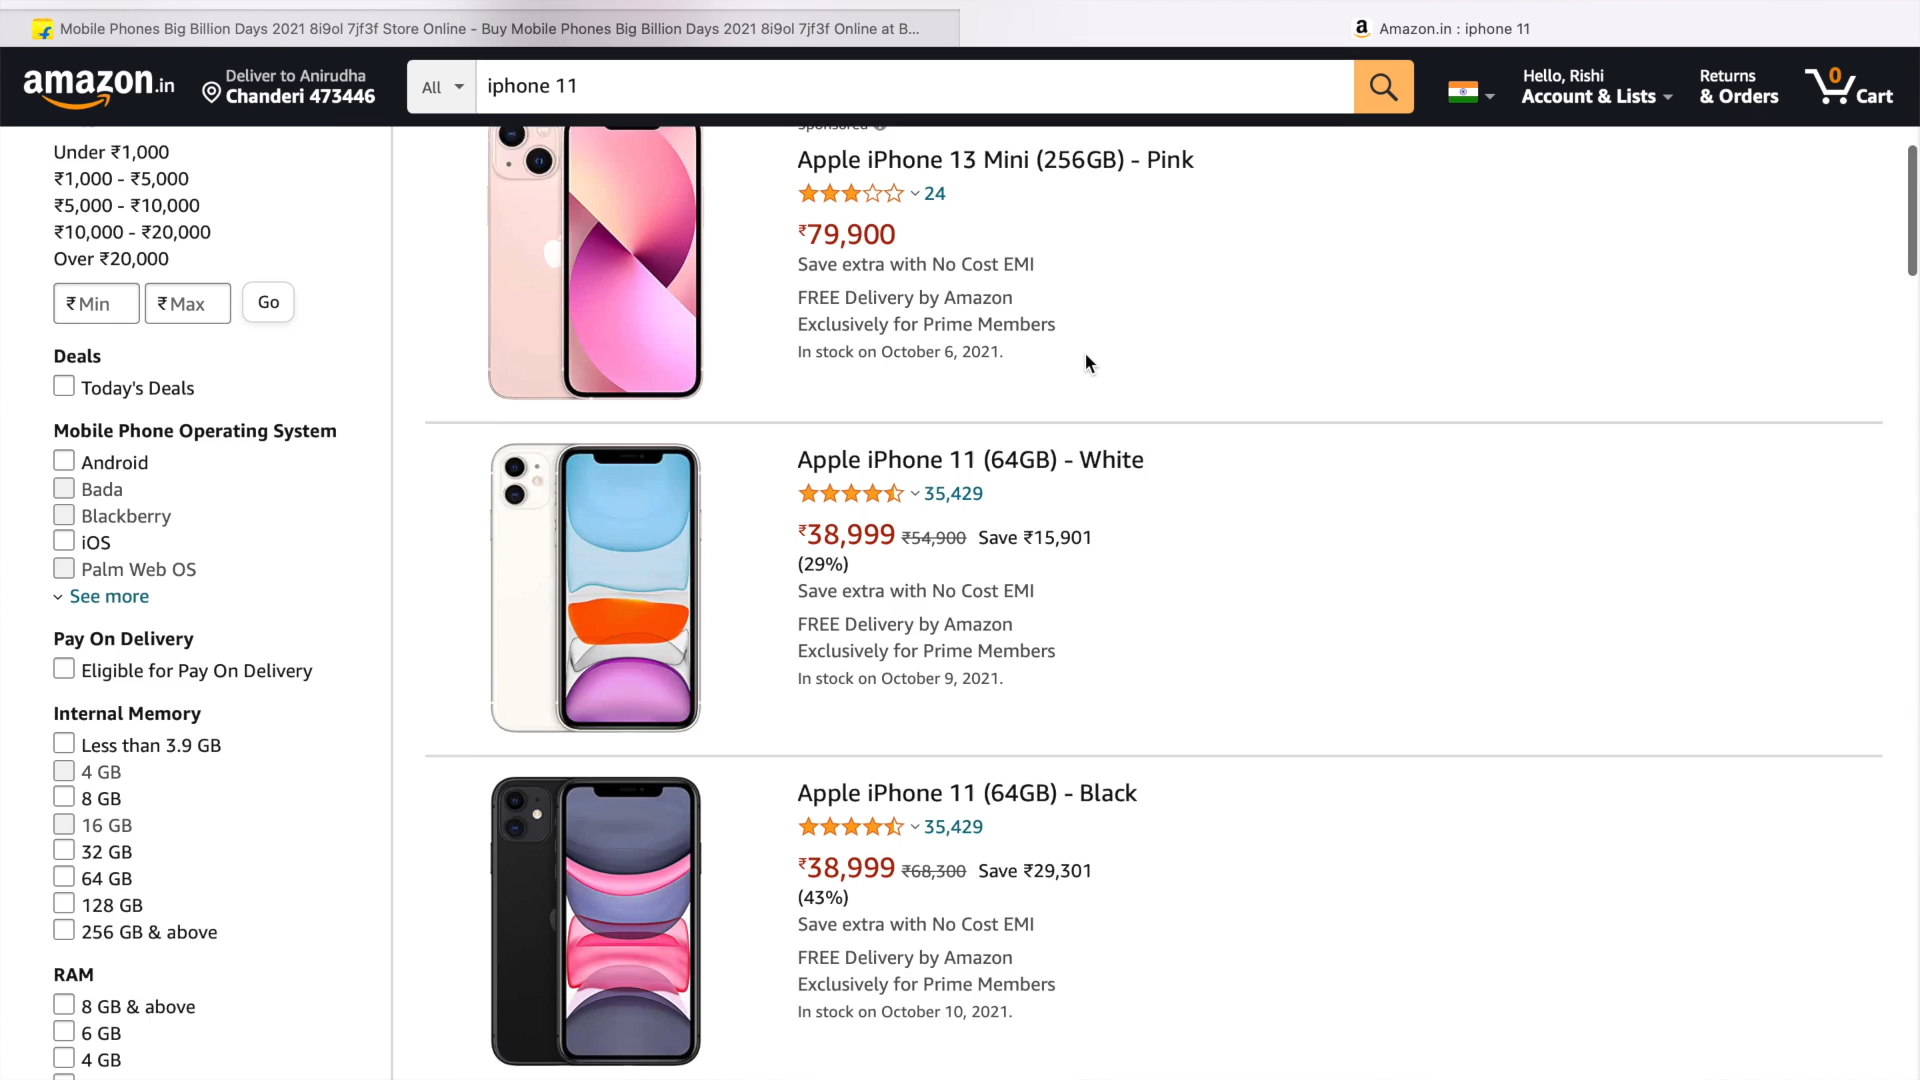 Mobile Phones Big Billion Days 2021 8i9ol 7jf3f Store Online - Buy Mobile Phones Big Billion Days 2021 8i9ol 7jf3f Online at B...
a Amazon.in : iphone 11
amazon.in
Deliver to Anirudha
Chanderi 473446
All
iphone 11
Hello, Rishi
Account & Lists
Returns
& Orders
0
Cart
Under ₹1,000
₹1,000 - ₹5,000
₹5,000 - ₹10,000
₹10,000 - ₹20,000
Over ₹20,000
₹ Min
₹ Max
Go
Deals
Today's Deals
Mobile Phone Operating System
Android
Bada
Blackberry
iOS
Palm Web OS
See more
Pay On Delivery
Eligible for Pay On Delivery
Internal Memory
Less than 3.9 GB
4 GB
8 GB
16 GB
32 GB
64 GB
128 GB
256 GB & above
RAM
8 GB & above
6 GB
4 GB
Sponsored
Apple iPhone 13 Mini (256GB) - Pink
24
₹79,900
Save extra with No Cost EMI
FREE Delivery by Amazon
Exclusively for Prime Members
In stock on October 6, 2021.
Apple iPhone 11 (64GB) - White
35,429
₹38,999 ₹54,900 Save ₹15,901
(29%)
Save extra with No Cost EMI
FREE Delivery by Amazon
Exclusively for Prime Members
In stock on October 9, 2021.
Apple iPhone 11 (64GB) - Black
35,429
₹38,999 ₹68,300 Save ₹29,301
(43%)
Save extra with No Cost EMI
FREE Delivery by Amazon
Exclusively for Prime Members
In stock on October 10, 2021.